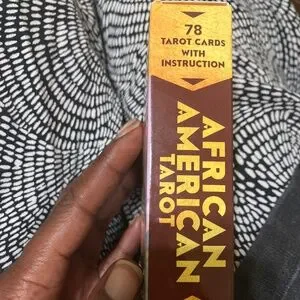 78
TAROT CARDS
WITH
INSTRUCTION
AFRICAN
AMERICAN
TAROT